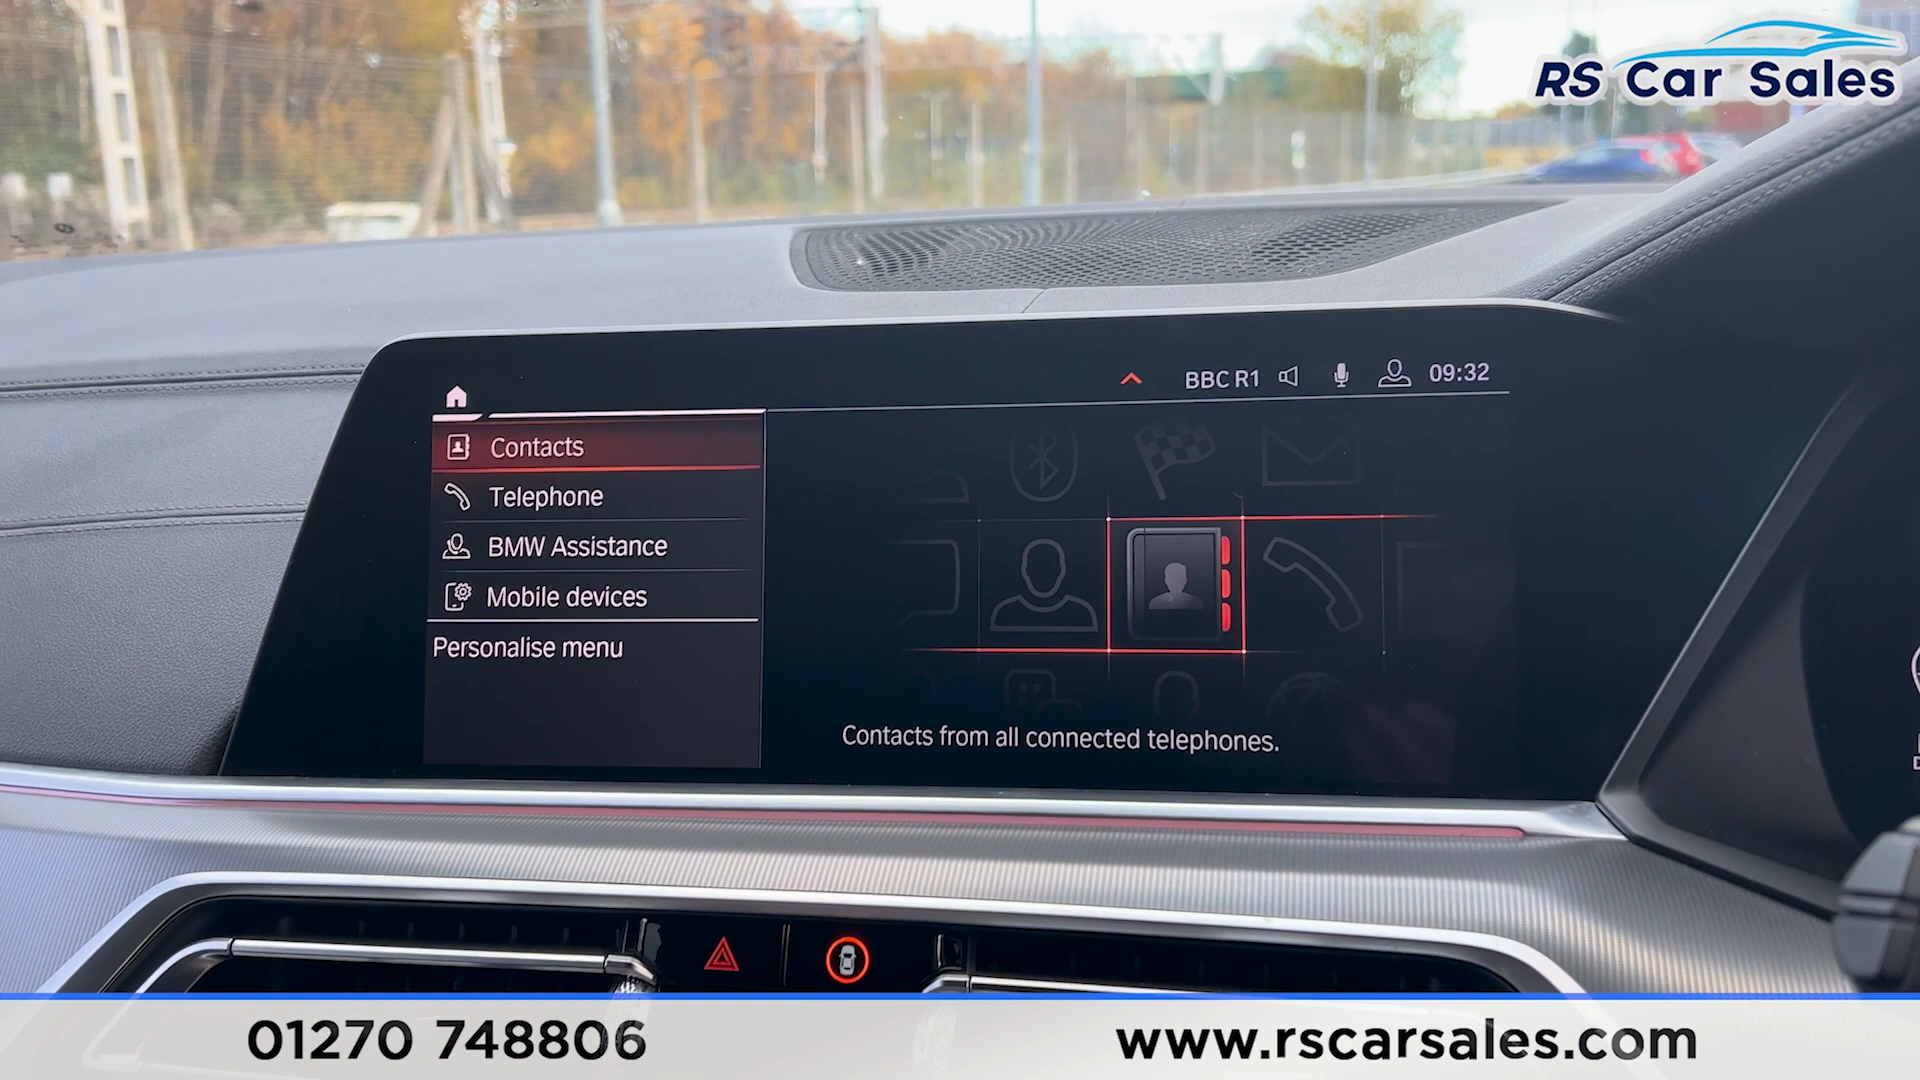 RS Car Sales
BBC R1 09:32
Contacts
Telephone
BMW Assistance
Mobile devices
Personalise menu
Contacts from all connected telephones.
01270 748806
www.rscarsales.com